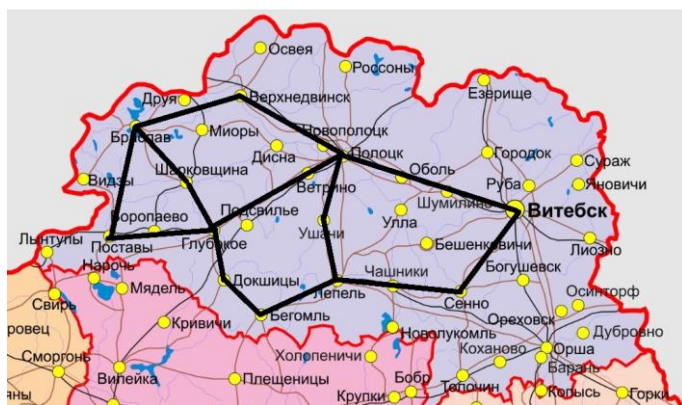 Освея
Россоны
Друя
Верхнедвинск
Езерище
Браслав
Миоры
Новополоцк
Дисна
Полоцк
Городок
Сураж
Видзы
Шарковщина
Ветрино
Оболь
Руба
Яновичи
Шумилино
Витебск
Воропаево
Подсвилье
Ушачи
Улла
Лынтупы
Поставы
Глубокое
Бешенковичи
Лиозно
Нарочь
Мядель
Докшицы
Лепель
Чашники
Богушевск
Сенно
Осинторф
Свирь
Бегомль
Ореховск
Кривичи
Новолукомль
Дубровно
ровец
Сморгонь
Холопеничи
Коханово
Орша
Вилейка
Плещеницы
Бобр
Барань
Толочин
яны
Крупки
Копысь
Горки